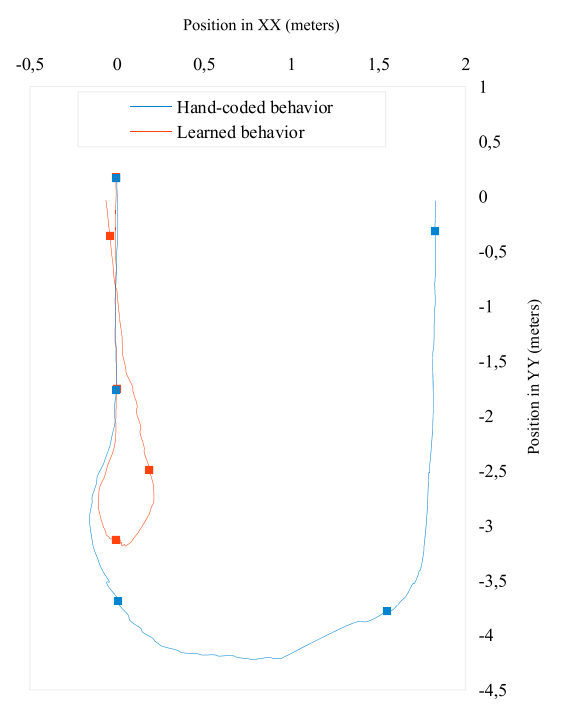 Position in XX (meters)
-0,5 0 0,5 1 1,5 2
1
Hand-coded behavior
Learned behavior
0,5
0
-0,5
-1
-1,5
-2
-2,5
-3
-3,5
-4
-4,5
Position in YY (meters)